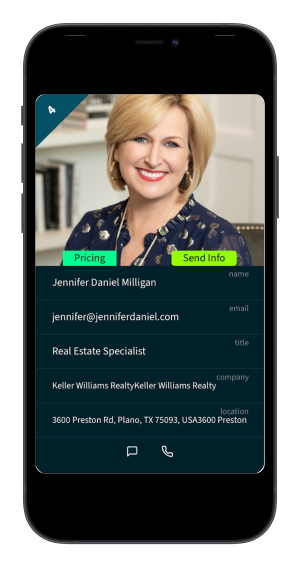 4
Pricing
Send Info
name
Jennifer Daniel Milligan
email
jennifer@jenniferdaniel.com
title
Real Estate Specialist
company
Keller Williams RealtyKeller Williams Realty
location
3600 Preston Rd, Plano, TX 75093, USA3600 Preston